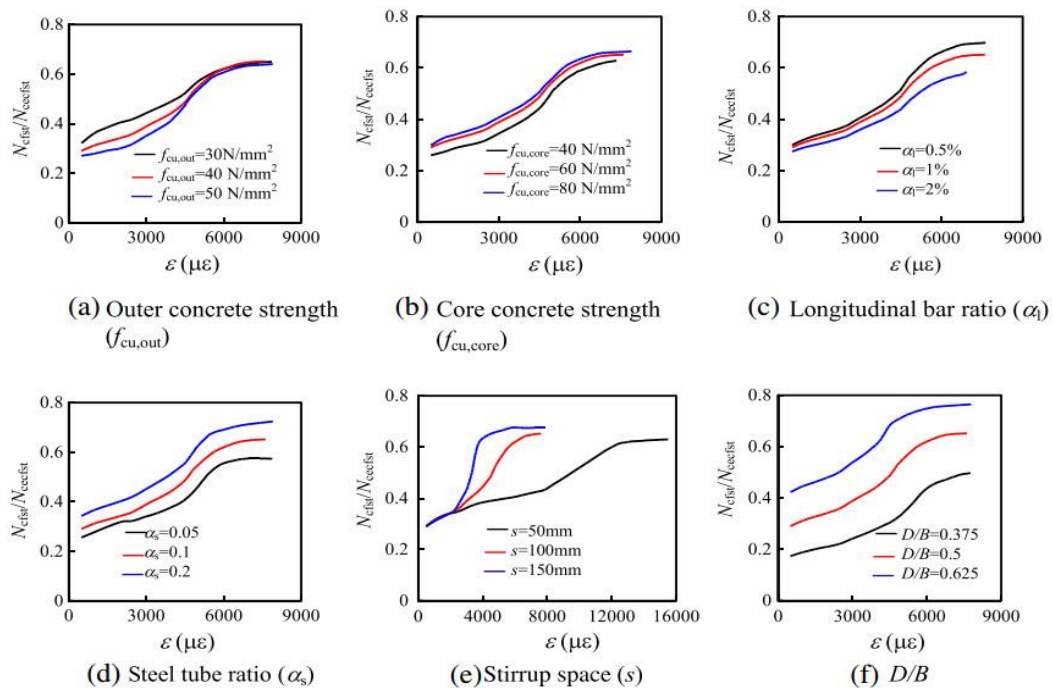 0.8
0.6
0.4
0.2
0
N_cfst/N_cecfst
f_cu,out=30N/mm²
f_cu,out=40 N/mm²
f_cu,out=50 N/mm²
0 3000 6000 9000
ε (με)
(a) Outer concrete strength
(f_cu,out)
0.8
0.6
0.4
0.2
0
N_cfst/N_cecfst
f_cu,core=40 N/mm²
f_cu,core=60 N/mm²
f_cu,core=80 N/mm²
0 3000 6000 9000
ε (με)
(b) Core concrete strength
(f_cu,core)
0.8
0.6
0.4
0.2
0
N_cfst/N_cecfst
α_l=0.5%
α_l=1%
α_l=2%
0 3000 6000 9000
ε (με)
(c) Longitudinal bar ratio (α_l)
0.8
0.6
0.4
0.2
0
N_cfst/N_cecfst
α_s=0.05
α_s=0.1
α_s=0.2
0 3000 6000 9000
ε (με)
(d) Steel tube ratio (α_s)
0.8
0.6
0.4
0.2
0
N_cfst/N_cecfst
s=50mm
s=100mm
s=150mm
0 4000 8000 12000 16000
ε (με)
(e) Stirrup space (s)
0.8
0.6
0.4
0.2
0
N_cfst/N_cecfst
D/B=0.375
D/B=0.5
D/B=0.625
0 3000 6000 9000
ε (με)
(f) D/B